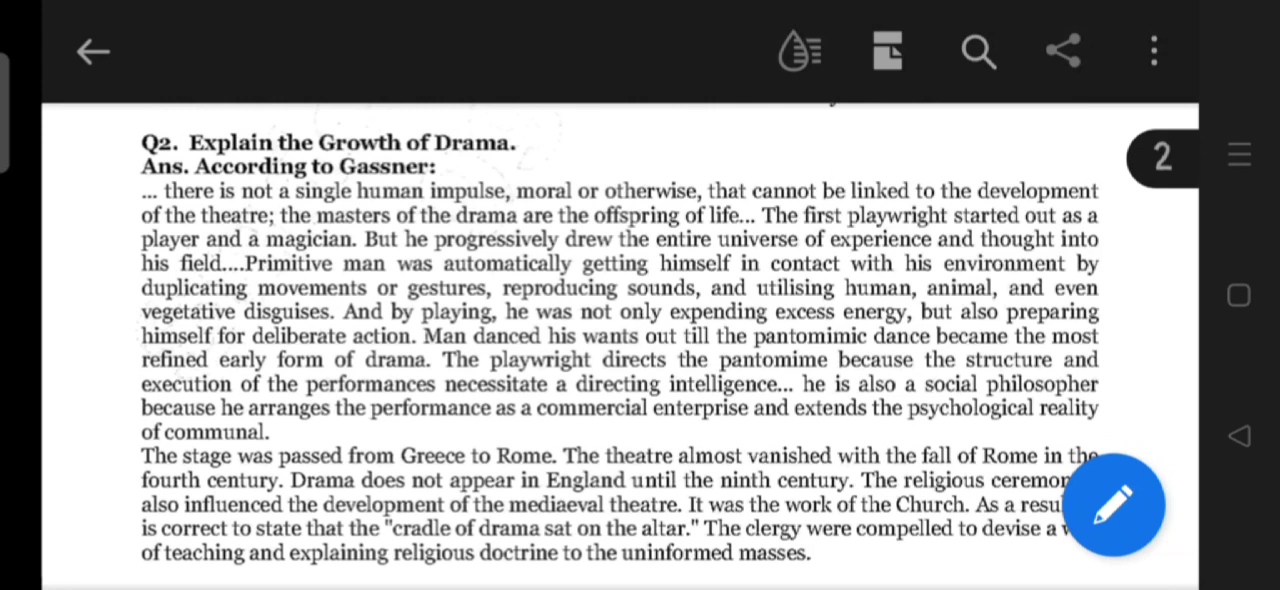 2
Q2. Explain the Growth of Drama.
Ans. According to Gassner:
... there is not a single human impulse, moral or otherwise, that cannot be linked to the development
of the theatre; the masters of the drama are the offspring of life... The first playwright started out as a
player and a magician. But he progressively drew the entire universe of experience and thought into
his field....Primitive man was automatically getting himself in contact with his environment by
duplicating movements or gestures, reproducing sounds, and utilising human, animal, and even
vegetative disguises. And by playing, he was not only expending excess energy, but also preparing
himself for deliberate action. Man danced his wants out till the pantomimic dance became the most
refined early form of drama. The playwright directs the pantomime because the structure and
execution of the performances necessitate a directing intelligence... he is also a social philosopher
because he arranges the performance as a commercial enterprise and extends the psychological reality
of communal.
The stage was passed from Greece to Rome. The theatre almost vanished with the fall of Rome in the
fourth century. Drama does not appear in England until the ninth century. The religious
also influenced the development of the mediaeval theatre. It was the work of the Church. As a
is correct to state that the "cradle of drama sat on the altar." The clergy were compelled to devise a
of teaching and explaining religious doctrine to the uninformed masses.